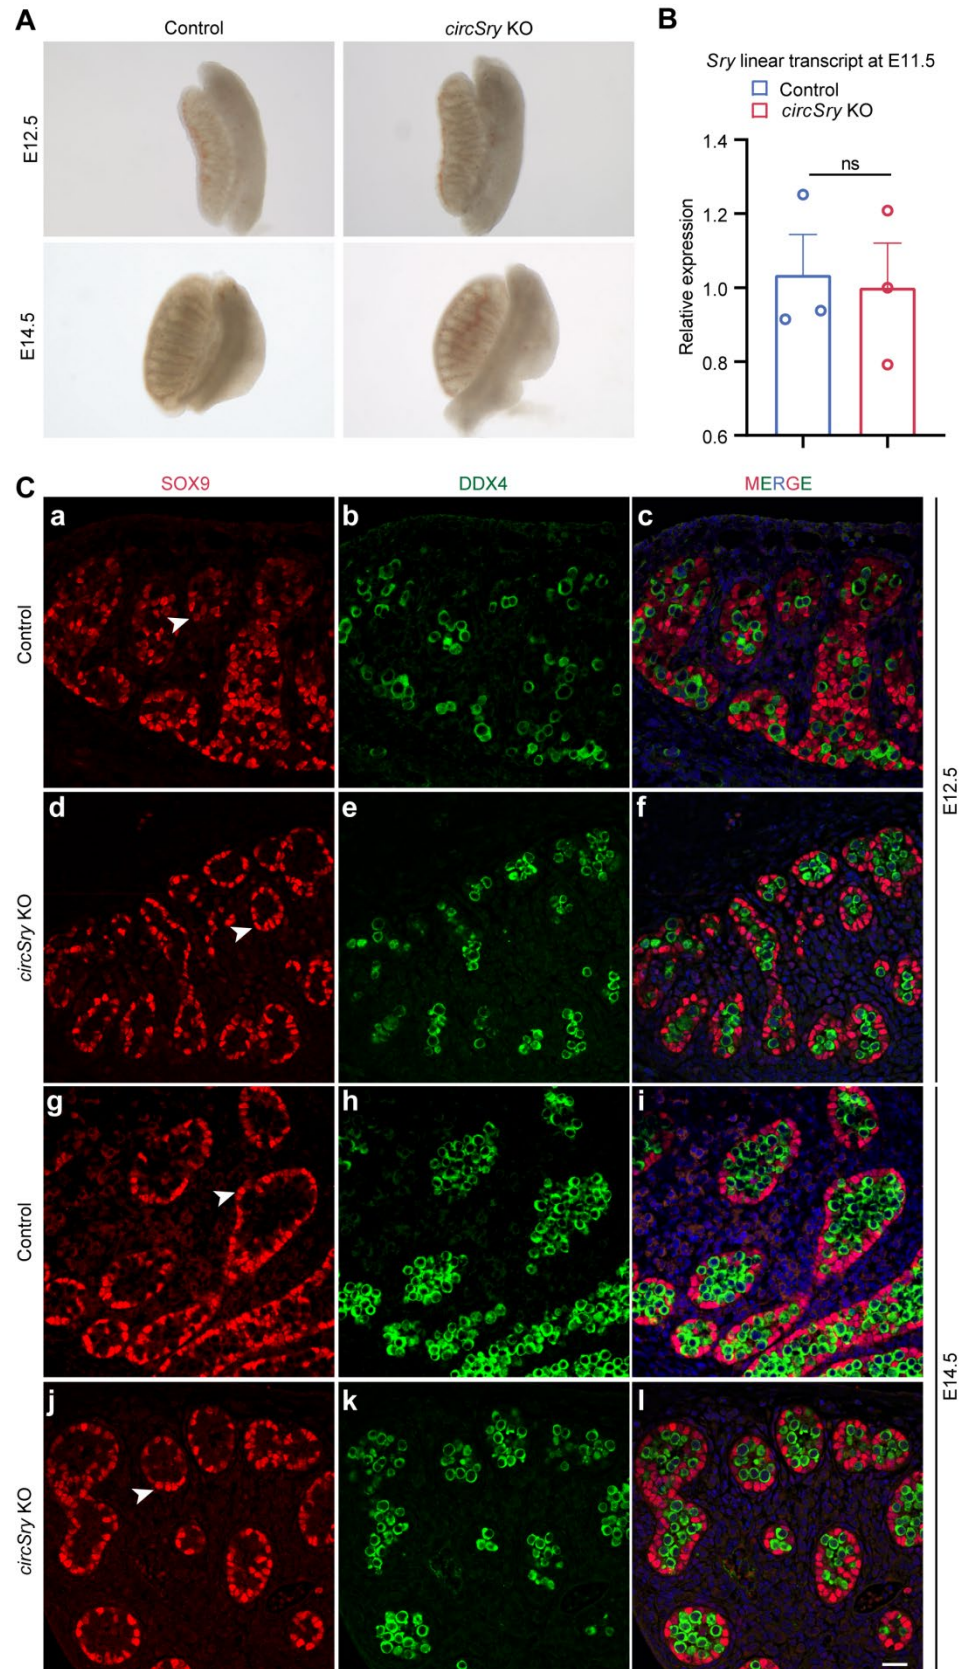 A
Control
circSry KO
E12.5
E14.5
B
Sry linear transcript at E11.5
Control
circSry KO
ns
Relative expression
1.4
1.2
1.0
0.8
0.6
C
SOX9
DDX4
MERGE
a
b
c
Control
d
e
f
circSry KO
E12.5
g
h
i
Control
j
k
l
circSry KO
E14.5